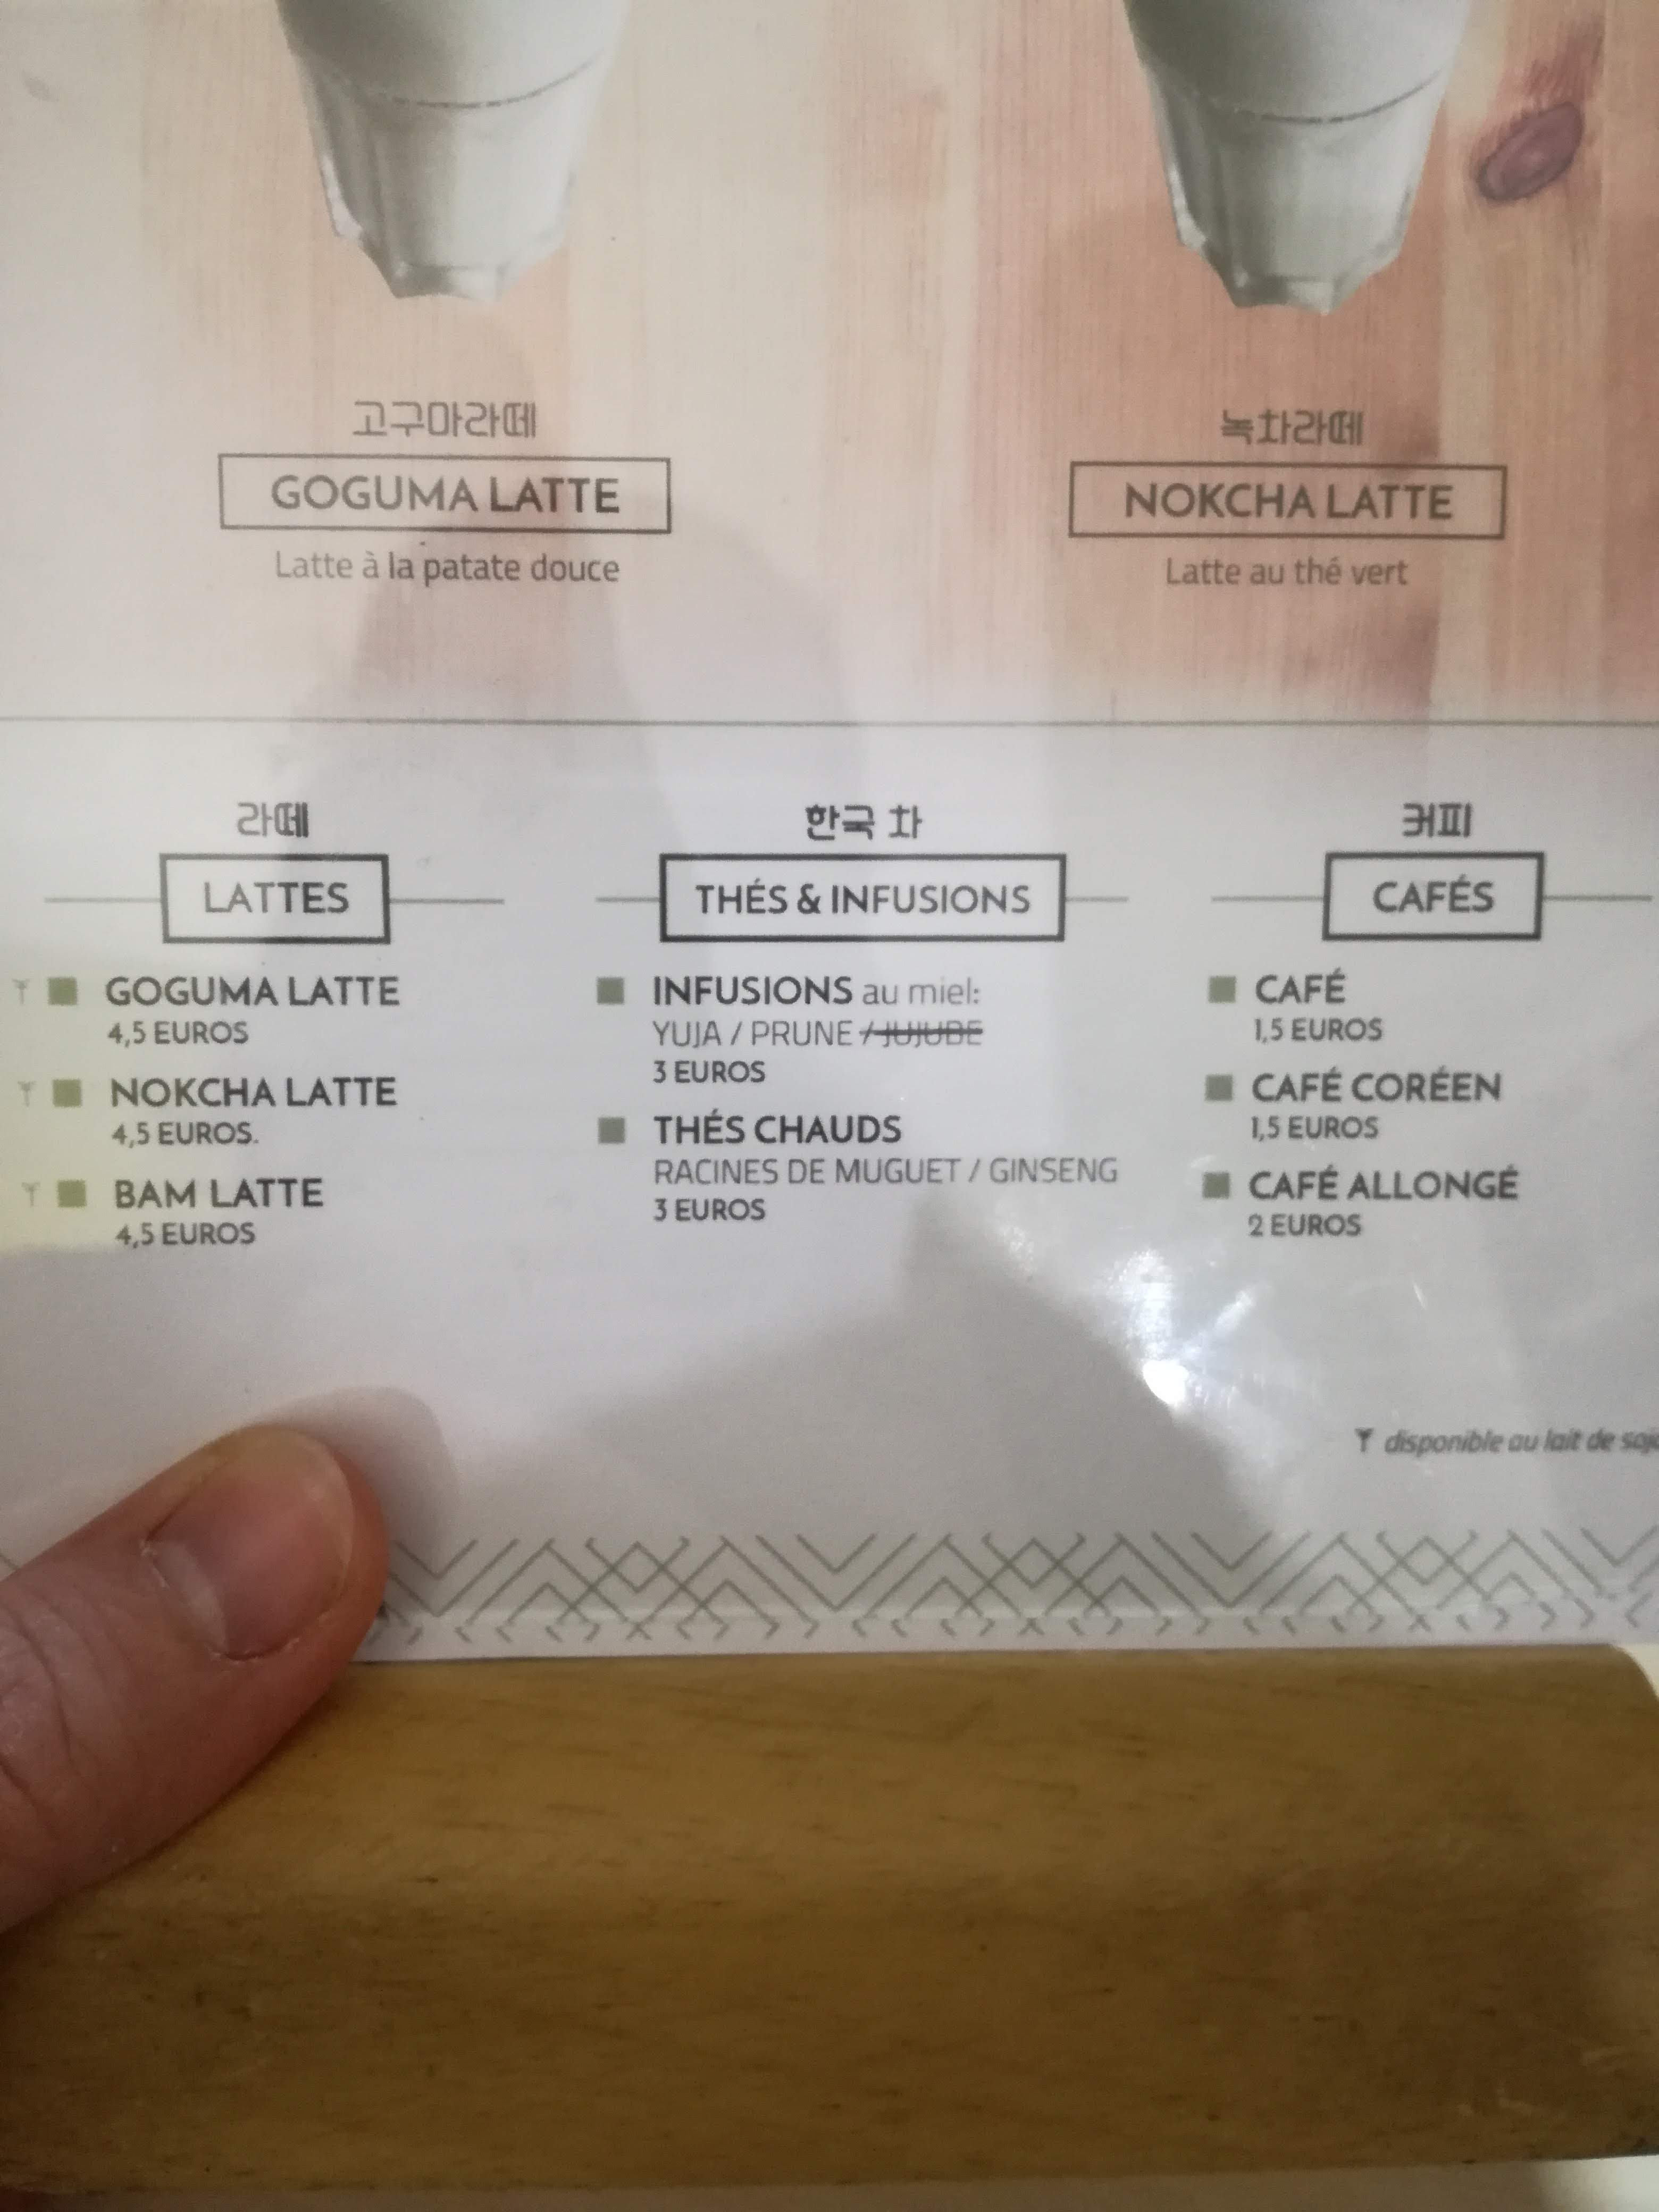 고구마라떼
GOGUMA LATTE
Latte à la patate douce
녹차라떼
NOKCHA LATTE
Latte au thé vert
라떼
LATTES
GOGUMA LATTE
4,5 EUROS
NOKCHA LATTE
4,5 EUROS.
BAM LATTE
4,5 EUROS
한국 차
THÉS & INFUSIONS
INFUSIONS au miel:
YUJA / PRUNE / JUJUBE
3 EUROS
THÉS CHAUDS
RACINES DE MUGUET / GINSENG
3 EUROS
커피
CAFÉS
CAFÉ
1,5 EUROS
CAFÉ CORÉEN
1,5 EUROS
CAFÉ ALLONGÉ
2 EUROS
disponible au lait de